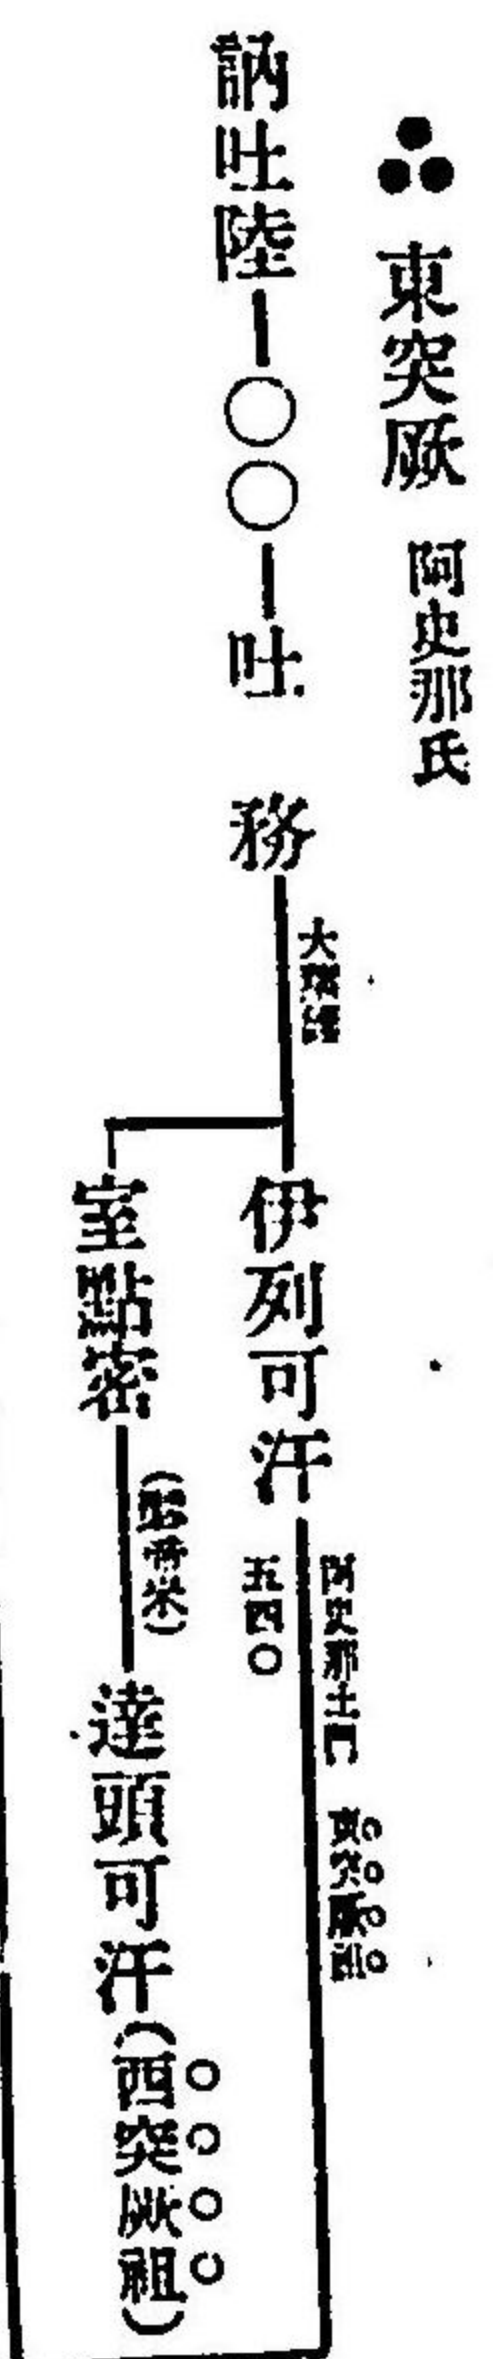 東突厥 阿史那氏
訥吐陸―〇〇―吐務
大葉護
伊列可汗
阿史那土門 東突厥祖
五四〇
室點密
達頭可汗(西突厥祖)